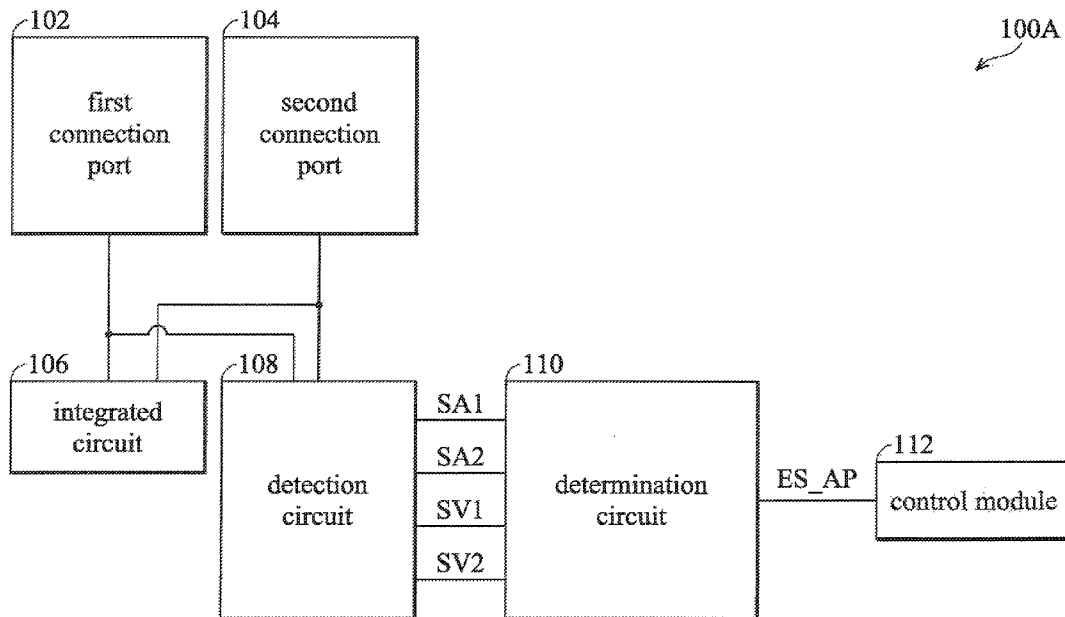 102
104
100A
first
connection
port
second
connection
port
106
108
110
integrated
circuit
SA1
SA2
SV1
SV2
detection
circuit
determination
circuit
ES_AP
112
control module